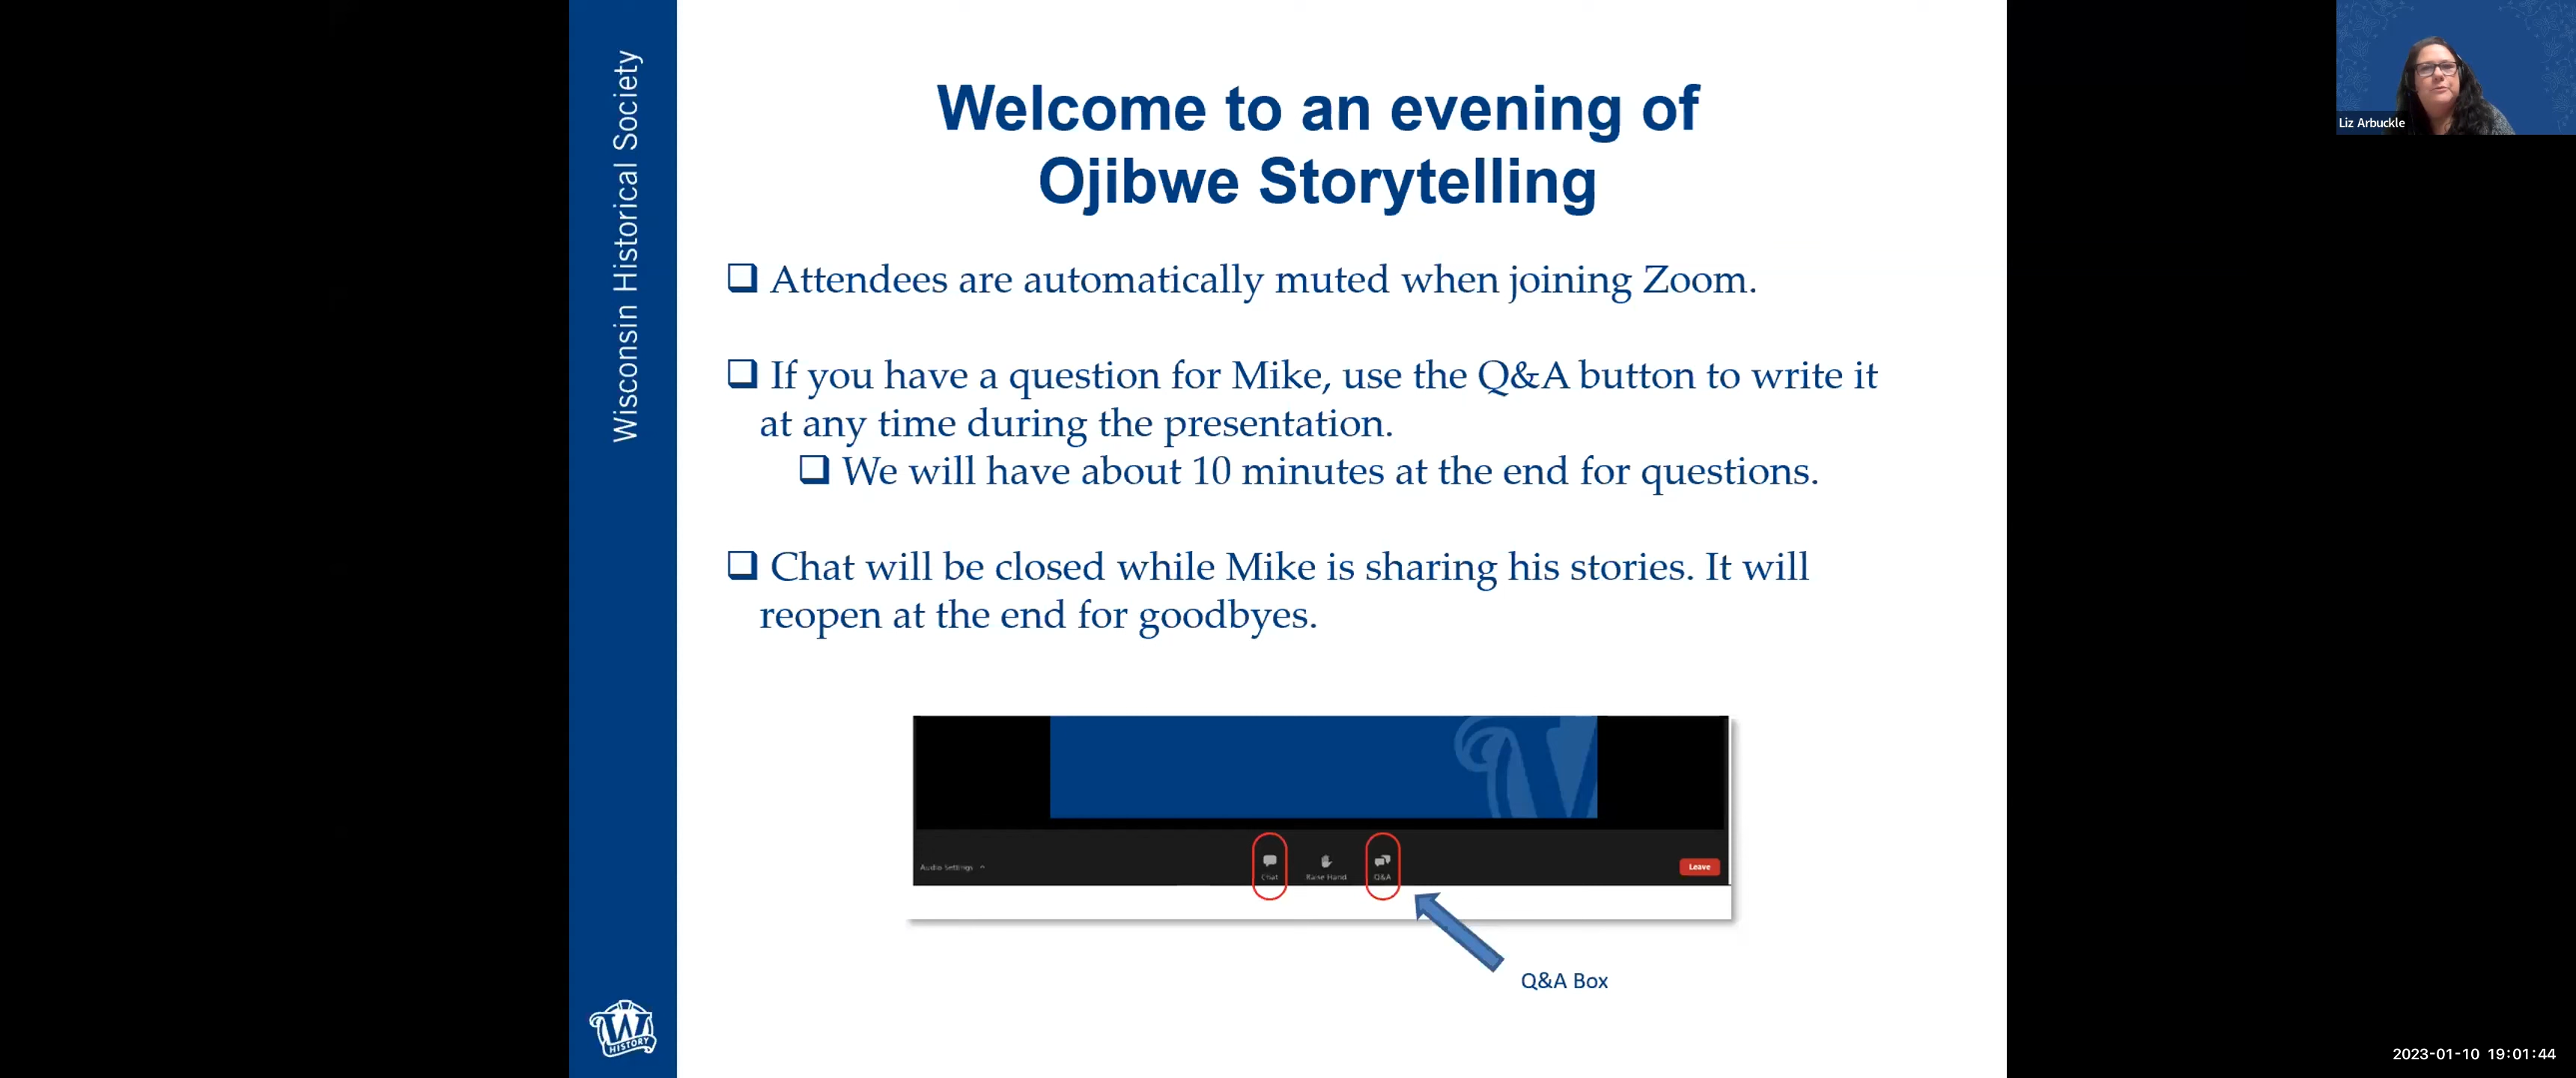 Wisconsin Historical Society
Welcome to an evening of
Ojibwe Storytelling
❑ Attendees are automatically muted when joining Zoom.
❑ If you have a question for Mike, use the Q&A button to write it
at any time during the presentation.
❑ We will have about 10 minutes at the end for questions.
❑ Chat will be closed while Mike is sharing his stories. It will
reopen at the end for goodbyes.
Audio Settings
Chat
Raise Hand
Q&A
Leave
Q&A Box
W
HISTORY
Liz Arbuckle
2023-01-10 19:01:44